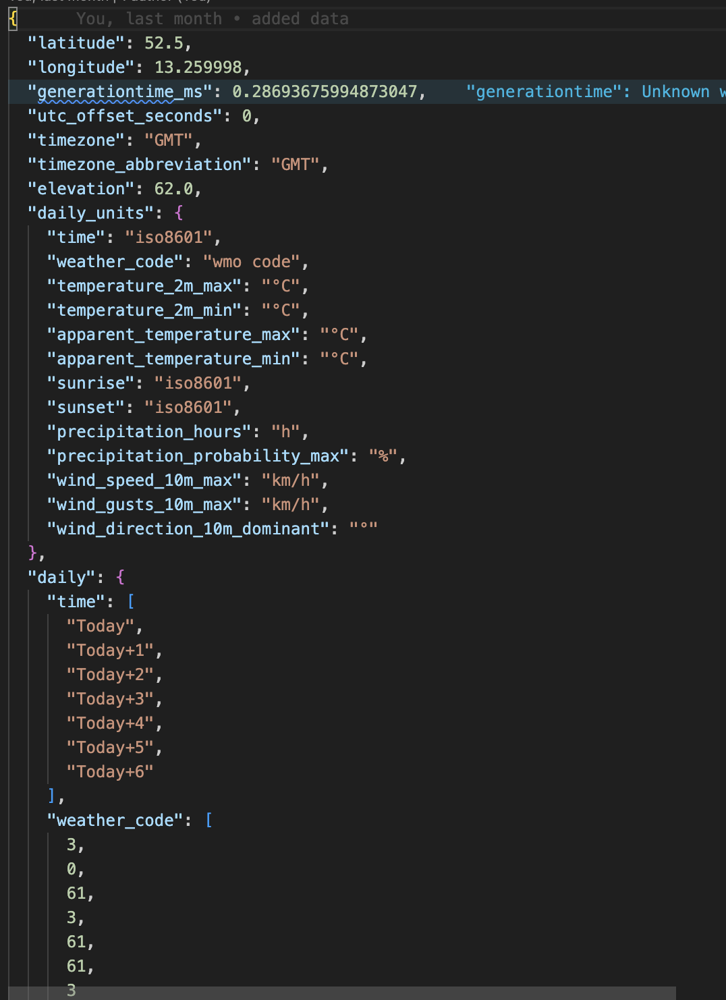 { You, last month • added data
"latitude": 52.5,
"longitude": 13.259998,
"generationtime_ms": 0.28693675994873047, "generationtime": Unknown w
"utc_offset_seconds": 0,
"timezone": "GMT",
"timezone_abbreviation": "GMT",
"elevation": 62.0,
"daily_units": {
"time": "iso8601",
"weather_code": "wmo code",
"temperature_2m_max": "°C",
"temperature_2m_min": "°C",
"apparent_temperature_max": "°C",
"apparent_temperature_min": "°C",
"sunrise": "iso8601",
"sunset": "iso8601",
"precipitation_hours": "h",
"precipitation_probability_max": "%",
"wind_speed_10m_max": "km/h",
"wind_gusts_10m_max": "km/h",
"wind_direction_10m_dominant": "°"
},
"daily": {
"time": [
"Today",
"Today+1",
"Today+2",
"Today+3",
"Today+4",
"Today+5",
"Today+6"
],
"weather_code": [
3,
0,
61,
3,
61,
61,
3